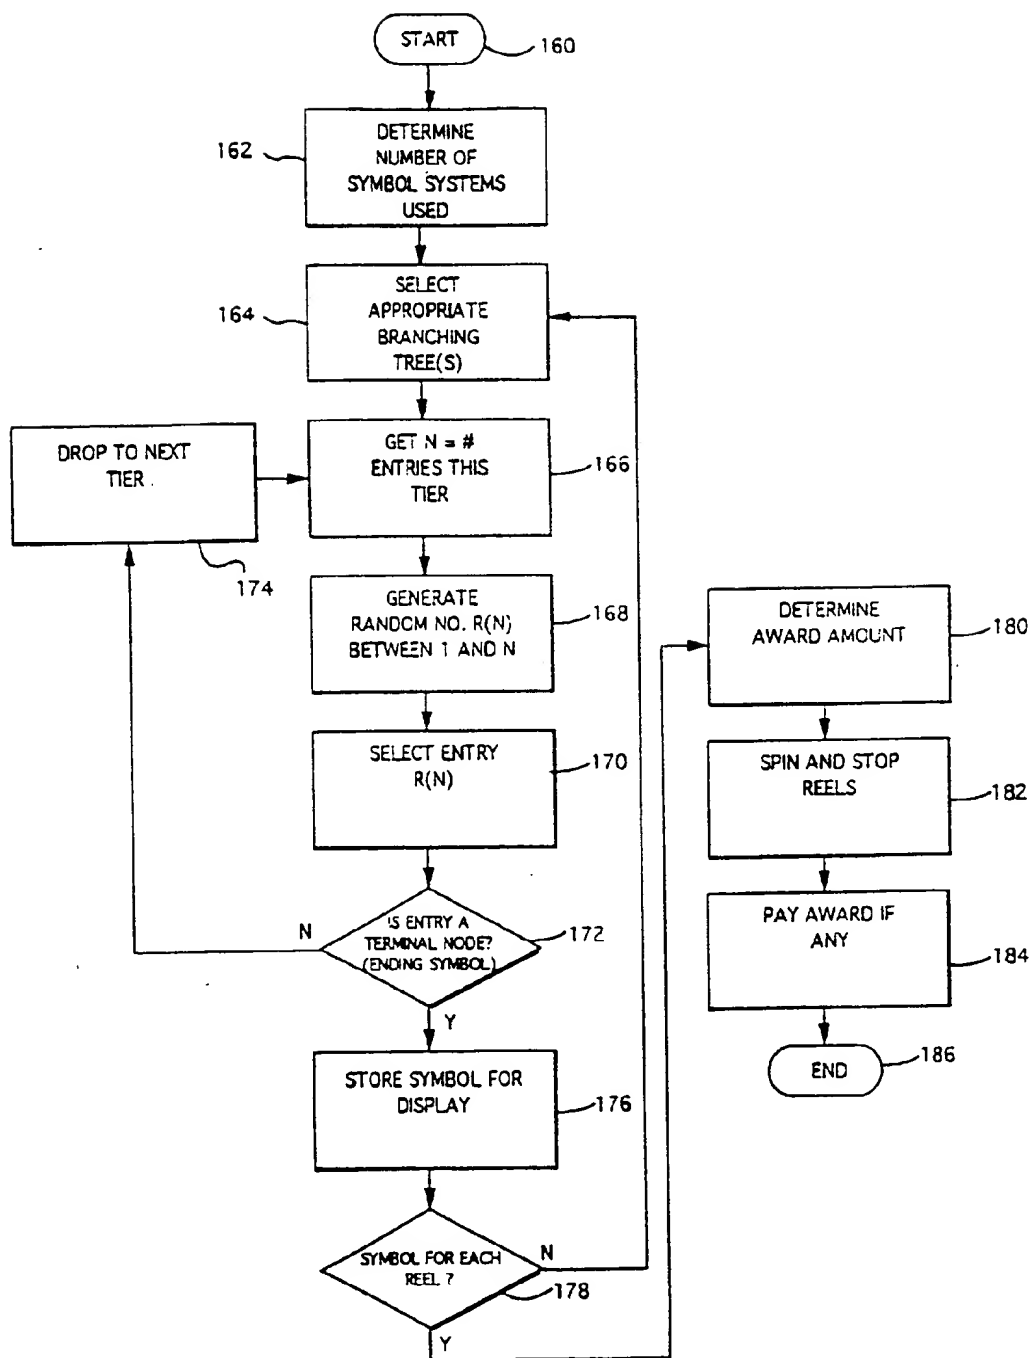 START
160
162
DETERMINE
NUMBER OF
SYMBOL SYSTEMS
USED
164
SELECT
APPROPRIATE
BRANCHING
TREE(S)
DROP TO NEXT
TIER .
174
GET N = #
ENTRIES THIS
TIER
166
GENERATE
RANDOM NO. R(N)
BETWEEN 1 AND N
168
SELECT ENTRY
R(N)
170
IS ENTRY A
TERMINAL NODE?
(ENDING SYMBOL)
172
N
Y
STORE SYMBOL FOR
DISPLAY
176
SYMBOL FOR EACH
REEL ?
178
N
Y
DETERMINE
AWARD AMOUNT
180
SPIN AND STOP
REELS
182
PAY AWARD IF
ANY
184
END
186